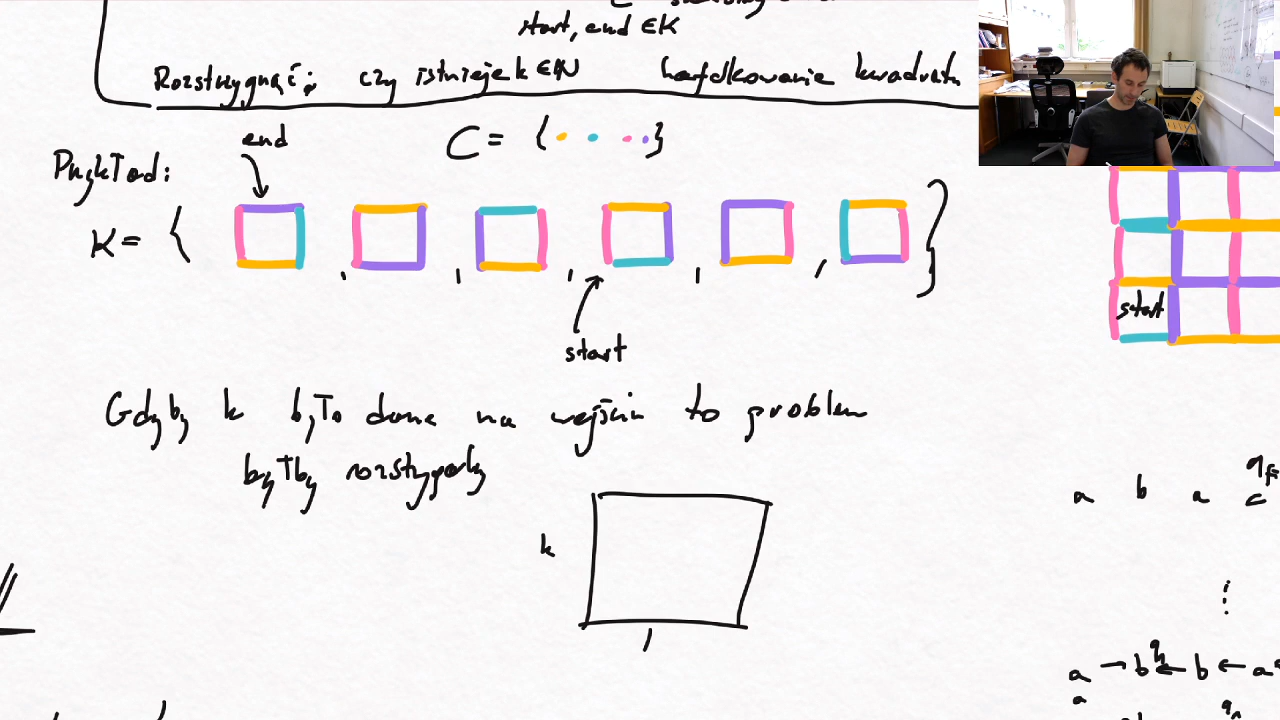 start, end ∈ K
Rozstrzygnąć: czy istnieje k ∈ ℕ kafelkowanie kwadratu
end
C = { · · · · }
Przykład:
K = { , , , , , }
start
start
Gdyby k było dane na wejściu to problem
byłby rozstrzygalny
k
a b a c
⋮
a → b ← b ← a
a